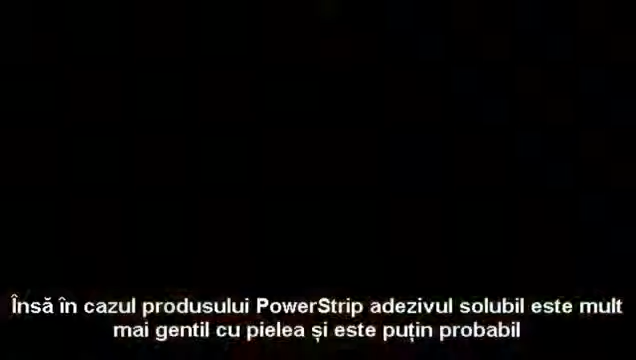 Însă în cazul produsului PowerStrip adezivul solubil este mult
mai gentil cu pielea și este puțin probabil